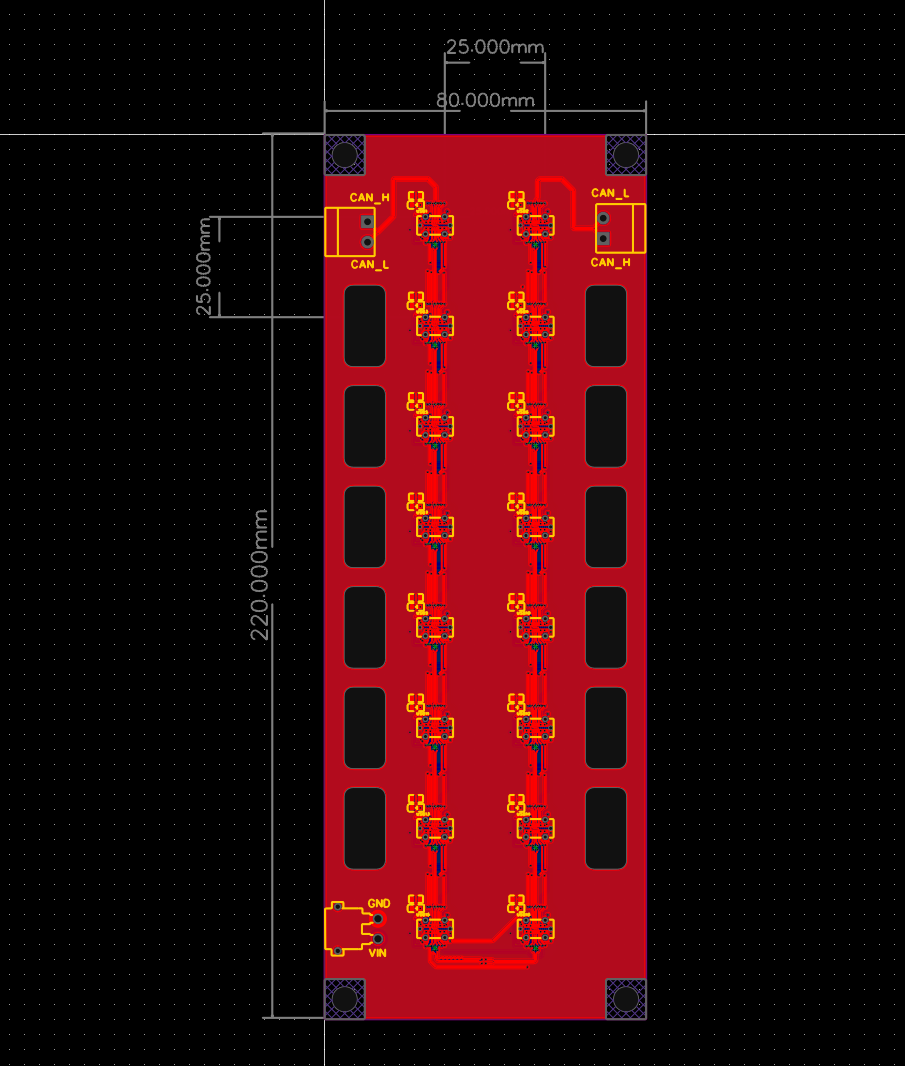 25.000mm
80.000mm
CAN_H
CAN_L
CAN_L
CAN_H
25.000mm
220.000mm
GND
VIN